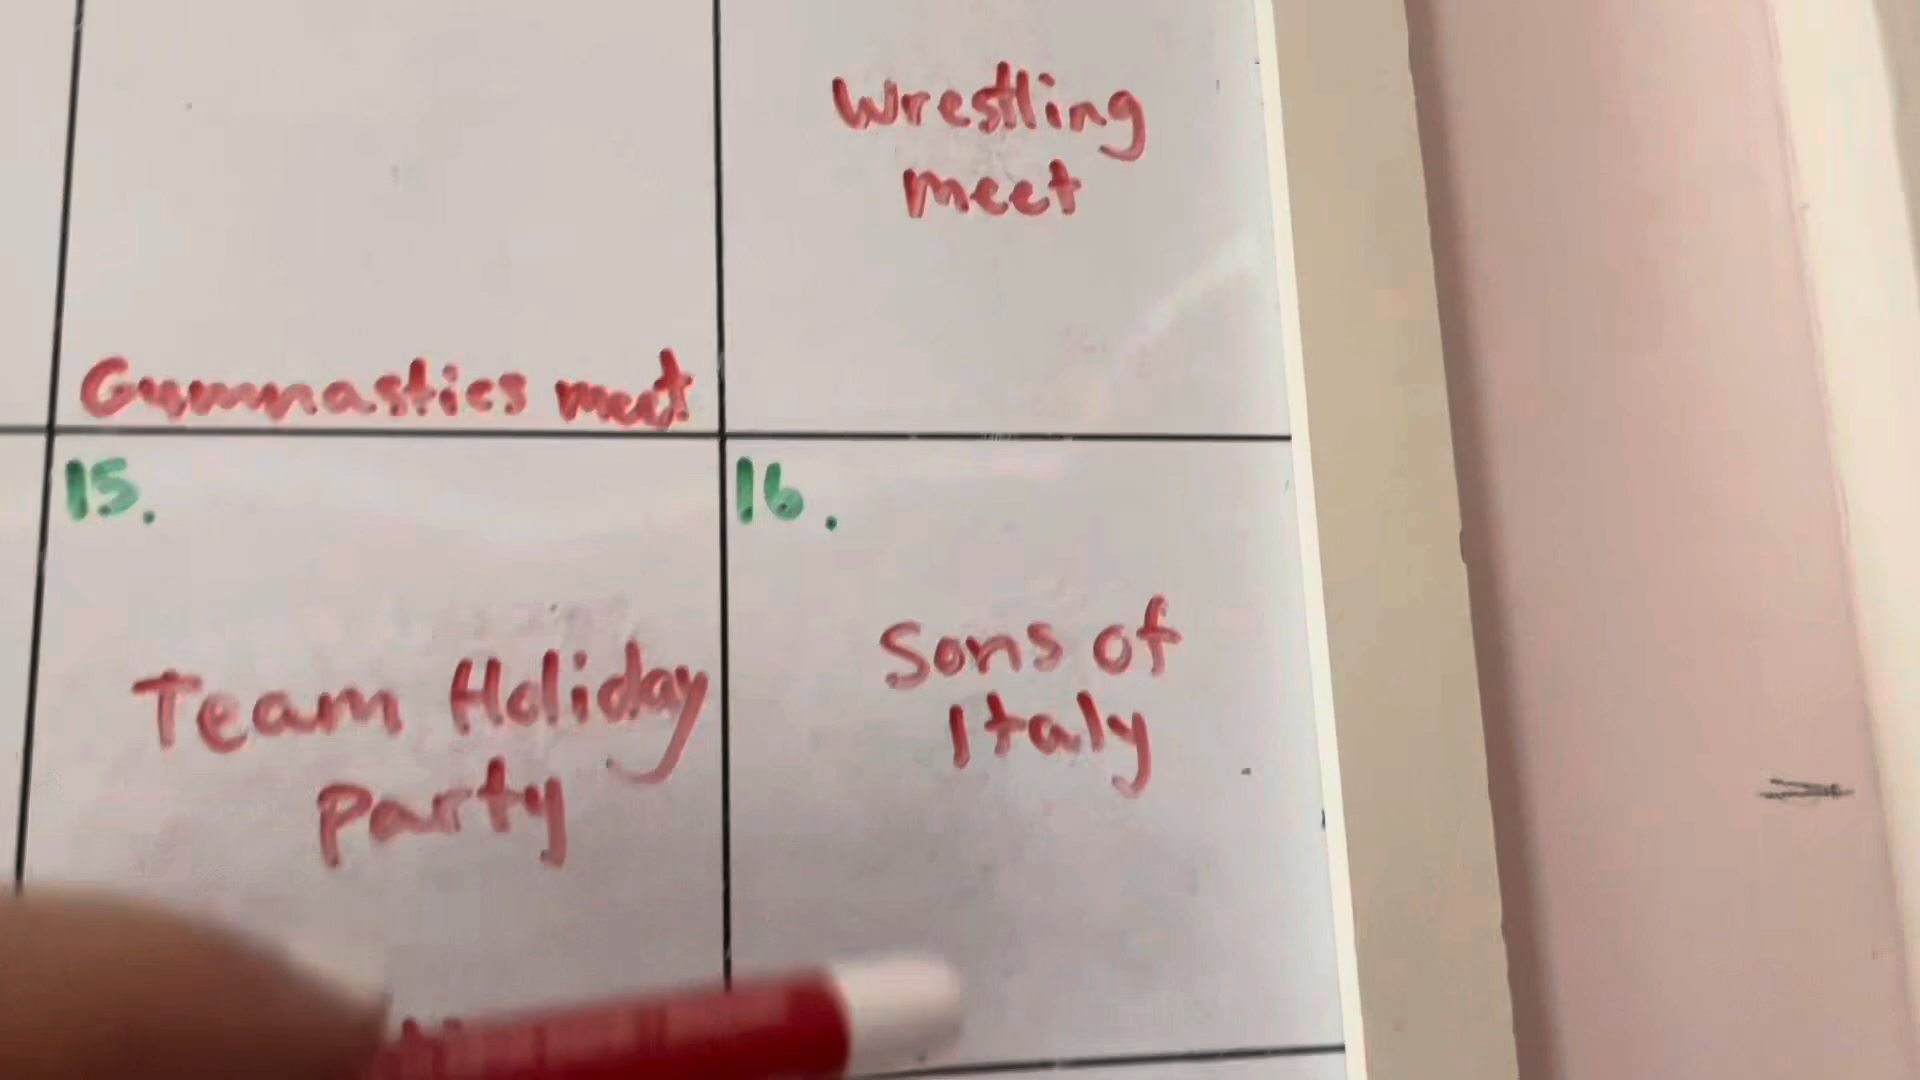 Wrestling
meet
Gymnastics meet
15.
16.
Team Holiday
party
Sons of
Italy